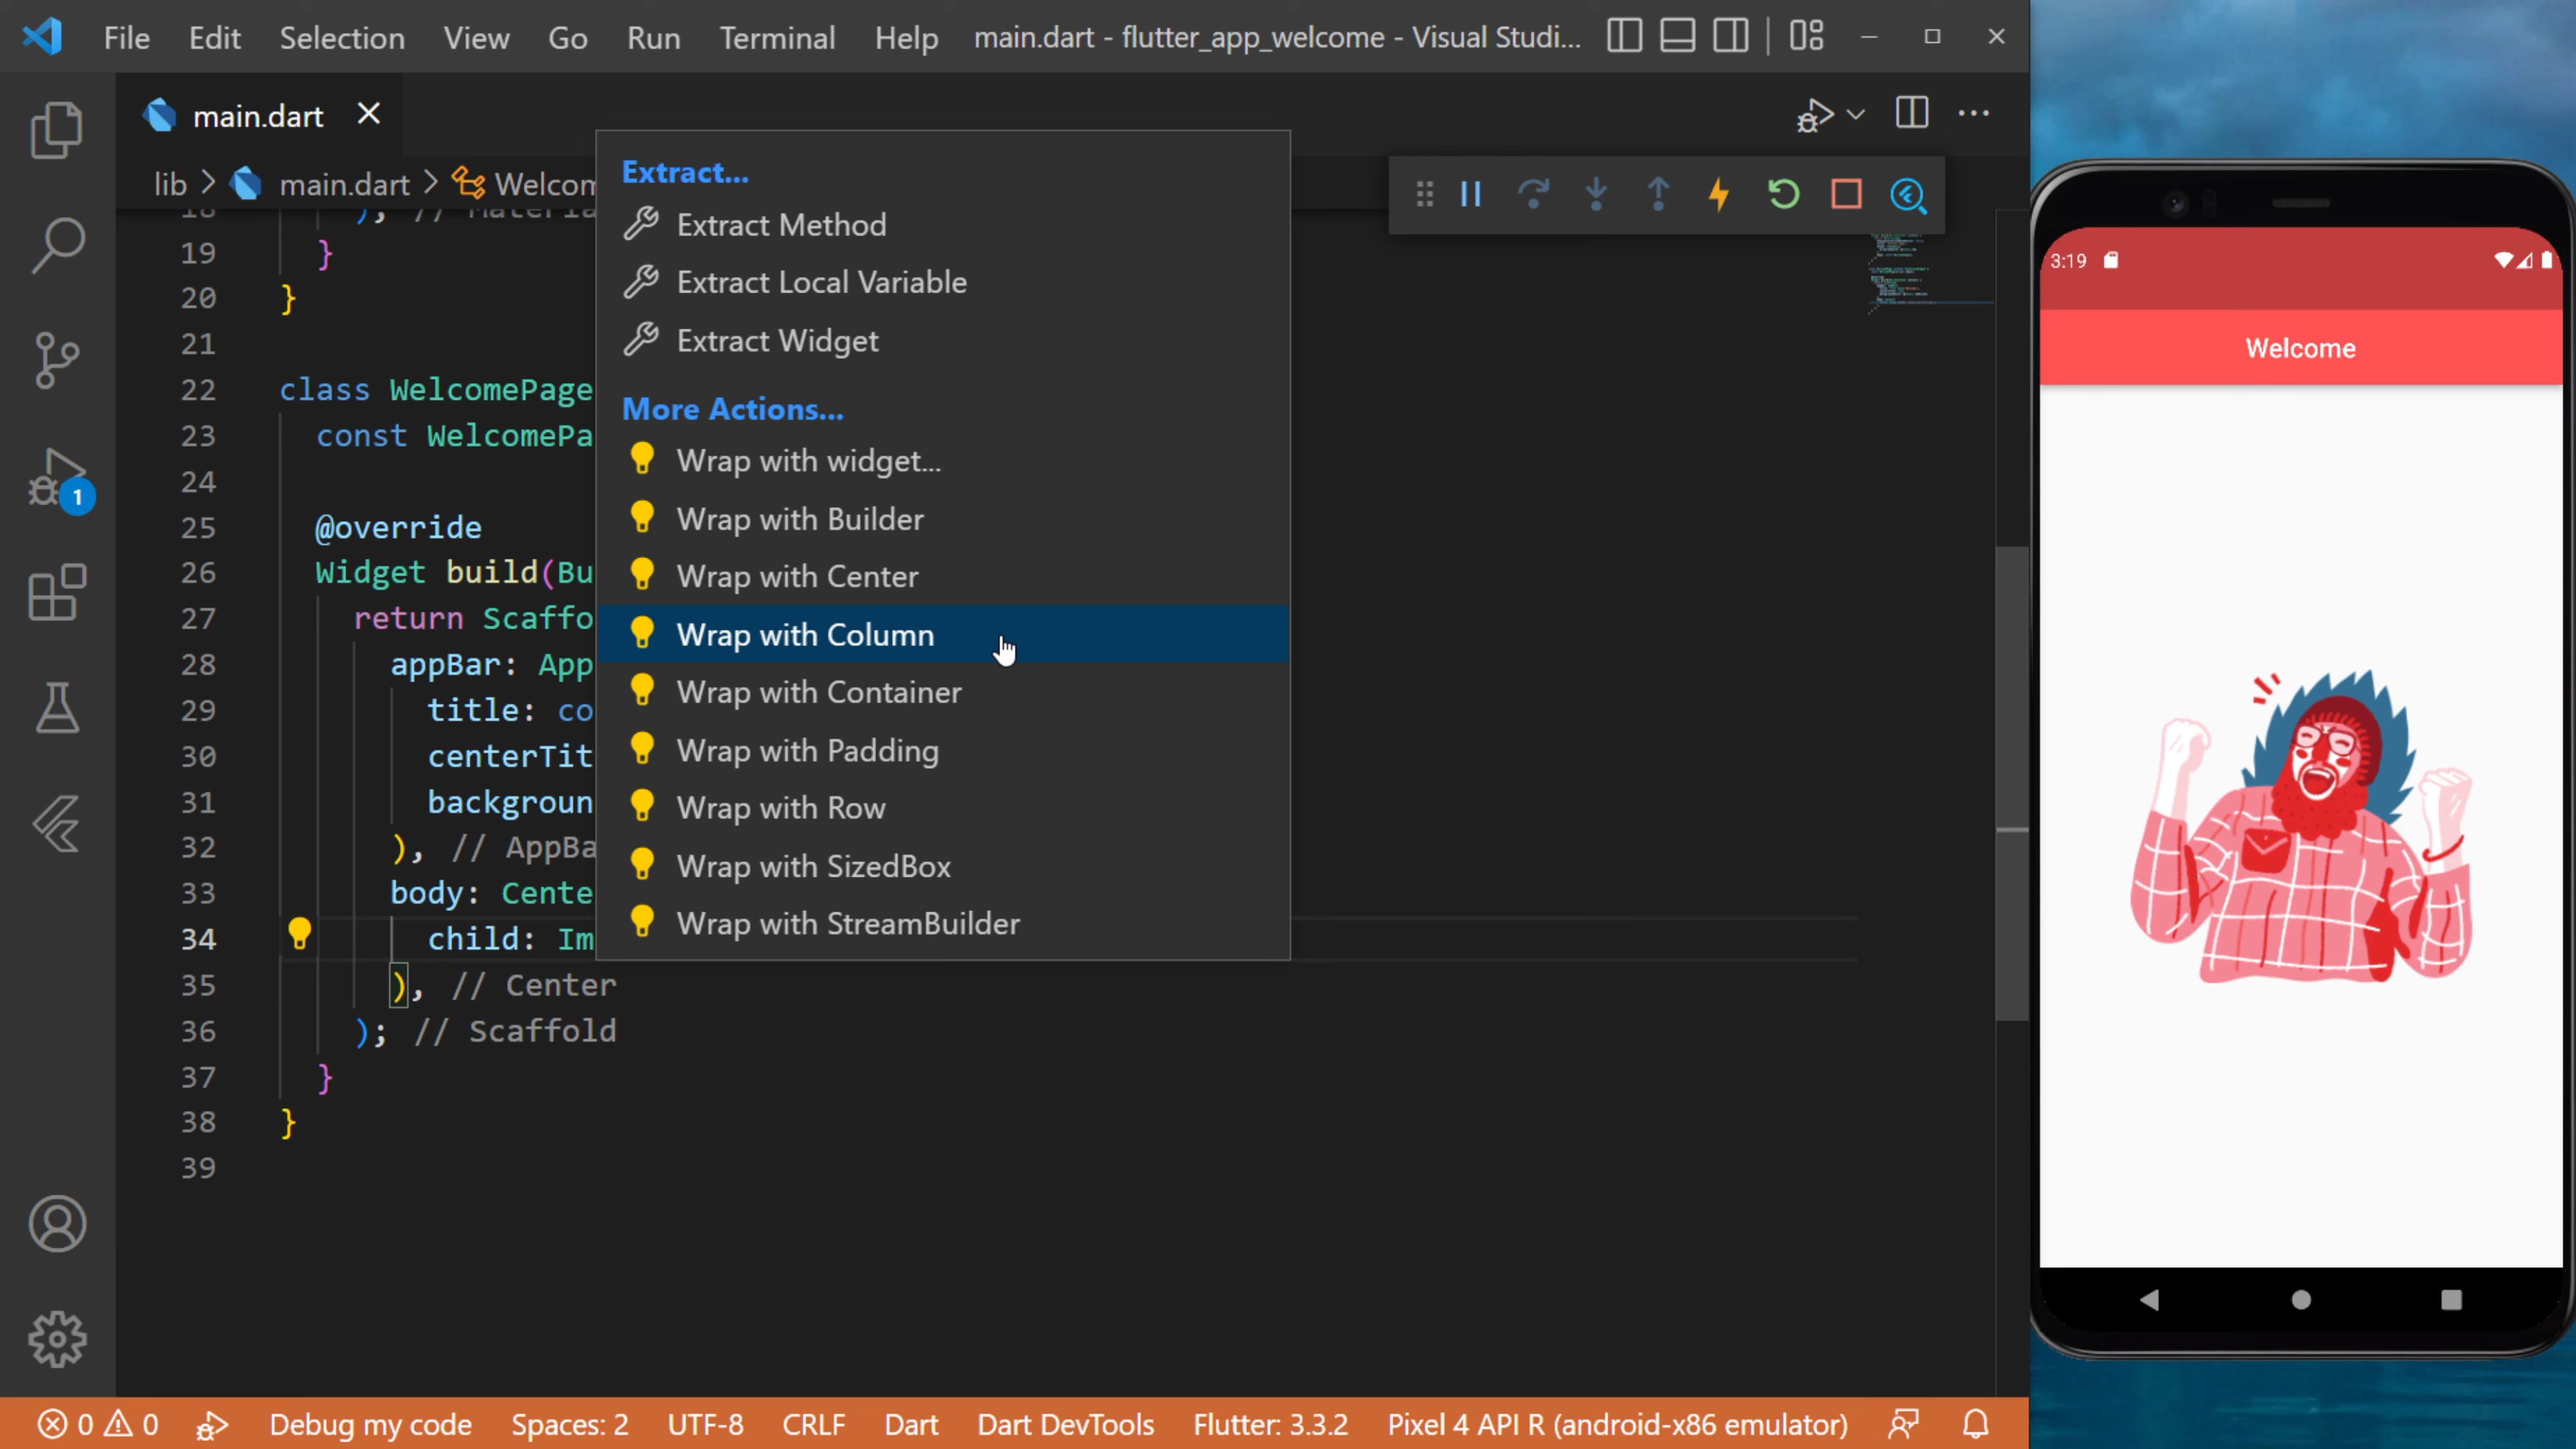 File Edit Selection View Go Run Terminal Help main.dart - flutter_app_welcome - Visual Studi...
main.dart
lib > main.dart > Welcom
18 ); // Materia
19 }
20 }
21
22 class WelcomePage
23 const WelcomePa
24
25 @override
26 Widget build(Bu
27 return Scaffo
28 appBar: App
29 title: co
30 centerTit
31 backgroun
32 ), // AppBa
33 body: Cente
34 child: Im
35 ), // Center
36 ); // Scaffold
37 }
38 }
39
Extract...
Extract Method
Extract Local Variable
Extract Widget
More Actions...
Wrap with widget...
Wrap with Builder
Wrap with Center
Wrap with Column
Wrap with Container
Wrap with Padding
Wrap with Row
Wrap with SizedBox
Wrap with StreamBuilder
1
3:19
Welcome
0 0 Debug my code Spaces: 2 UTF-8 CRLF Dart Dart DevTools Flutter: 3.3.2 Pixel 4 API R (android-x86 emulator)